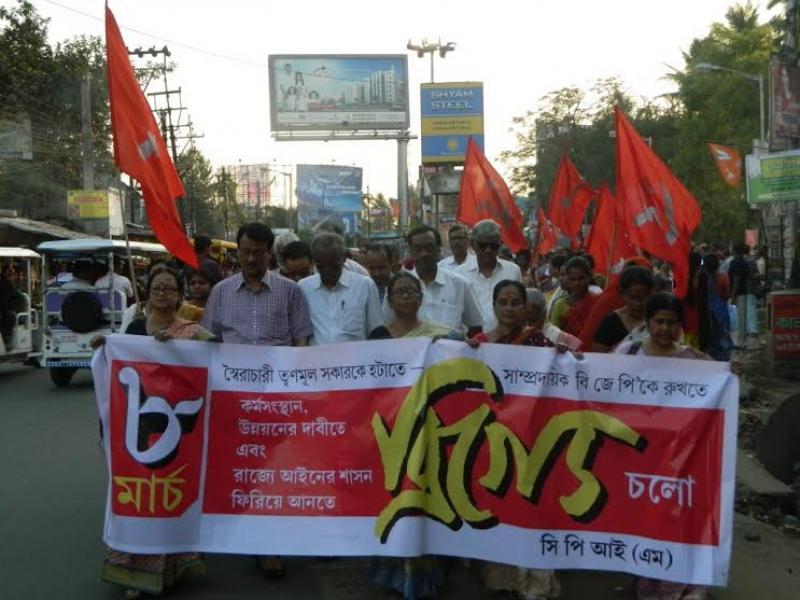 SHYAM
STEEL
স্বৈরাচারী তৃণমূল সরকারকে হটাতে — সাম্প্রদায়িক বি জে পি'কে রুখতে
৮
মার্চ
কর্মসংস্থান,
উন্নয়নের দাবীতে
এবং
রাজ্যে আইনের শাসন
ফিরিয়ে আনতে
ব্রিগেড
চলো
সি পি আই (এম)